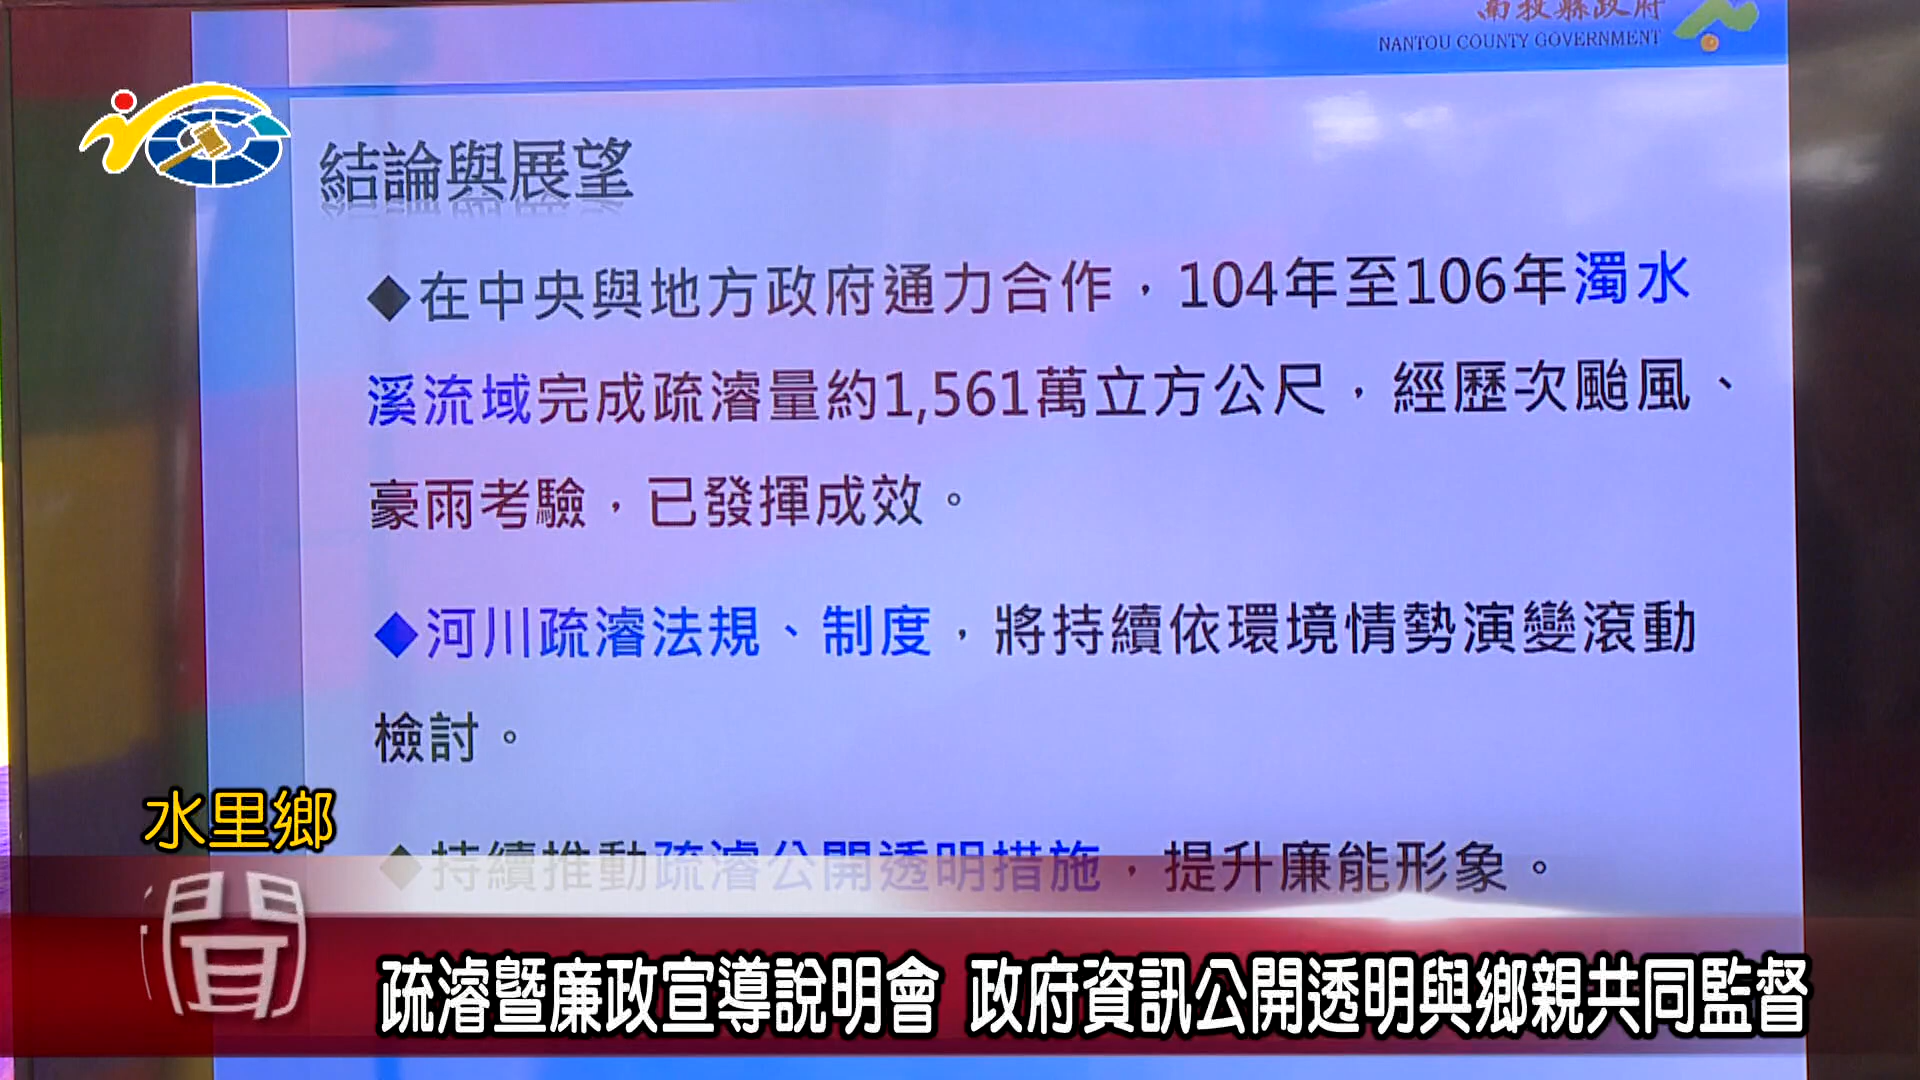 南投縣政府
NANTOU COUNTY GOVERNMENT
結論與展望
◆在中央與地方政府通力合作，104年至106年濁水
溪流域完成疏濬量約1,561萬立方公尺，經歷次颱風、
豪雨考驗，已發揮成效。
◆河川疏濬法規、制度，將持續依環境情勢演變滾動
檢討。
◆持續推動疏濬公開透明措施，提升廉能形象。
水里鄉
聞
疏濬暨廉政宣導說明會 政府資訊公開透明與鄉親共同監督